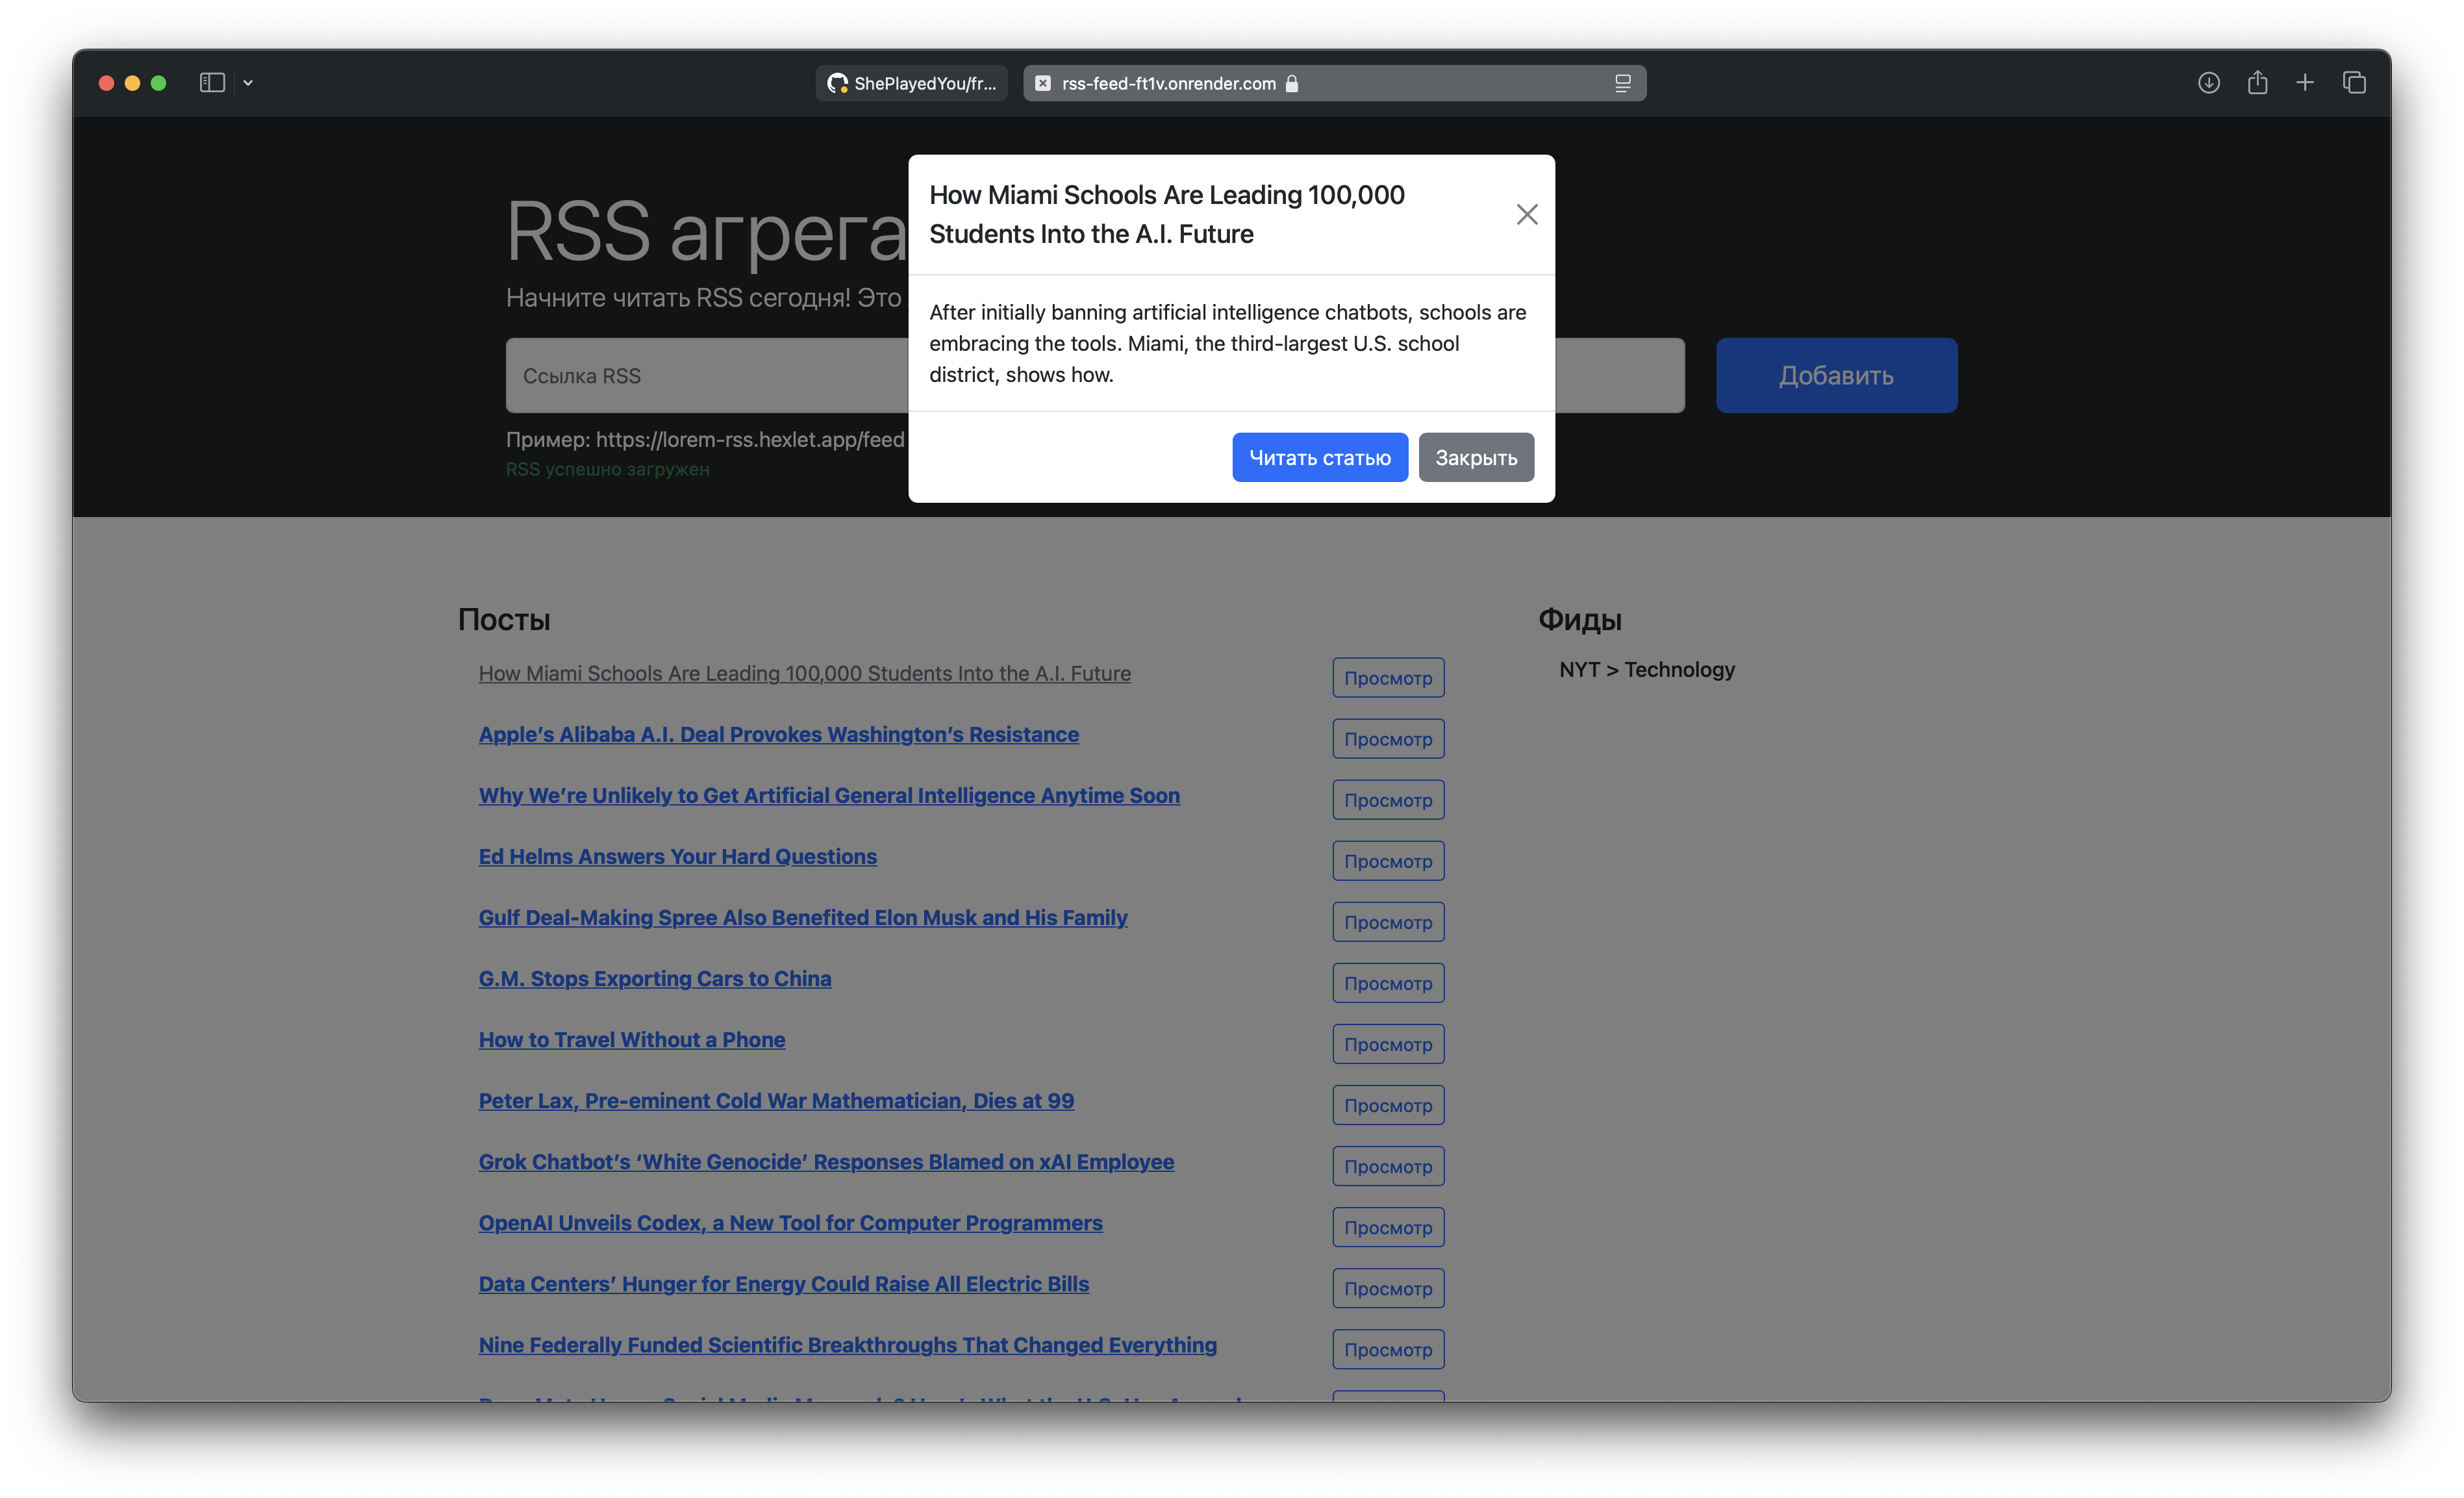 ShePlayedYou/fr...
rss-feed-ft1v.onrender.com
RSS агрега
Начните читать RSS сегодня! Это
Ссылка RSS
Добавить
Пример: https://lorem-rss.hexlet.app/feed
RSS успешно загружен
How Miami Schools Are Leading 100,000
Students Into the A.I. Future
After initially banning artificial intelligence chatbots, schools are
embracing the tools. Miami, the third-largest U.S. school
district, shows how.
Читать статью
Закрыть
Посты
How Miami Schools Are Leading 100,000 Students Into the A.I. Future
Просмотр
Apple’s Alibaba A.I. Deal Provokes Washington’s Resistance
Просмотр
Why We’re Unlikely to Get Artificial General Intelligence Anytime Soon
Просмотр
Ed Helms Answers Your Hard Questions
Просмотр
Gulf Deal-Making Spree Also Benefited Elon Musk and His Family
Просмотр
G.M. Stops Exporting Cars to China
Просмотр
How to Travel Without a Phone
Просмотр
Peter Lax, Pre-eminent Cold War Mathematician, Dies at 99
Просмотр
Grok Chatbot’s ‘White Genocide’ Responses Blamed on xAI Employee
Просмотр
OpenAI Unveils Codex, a New Tool for Computer Programmers
Просмотр
Data Centers’ Hunger for Energy Could Raise All Electric Bills
Просмотр
Nine Federally Funded Scientific Breakthroughs That Changed Everything
Просмотр
Фиды
NYT > Technology